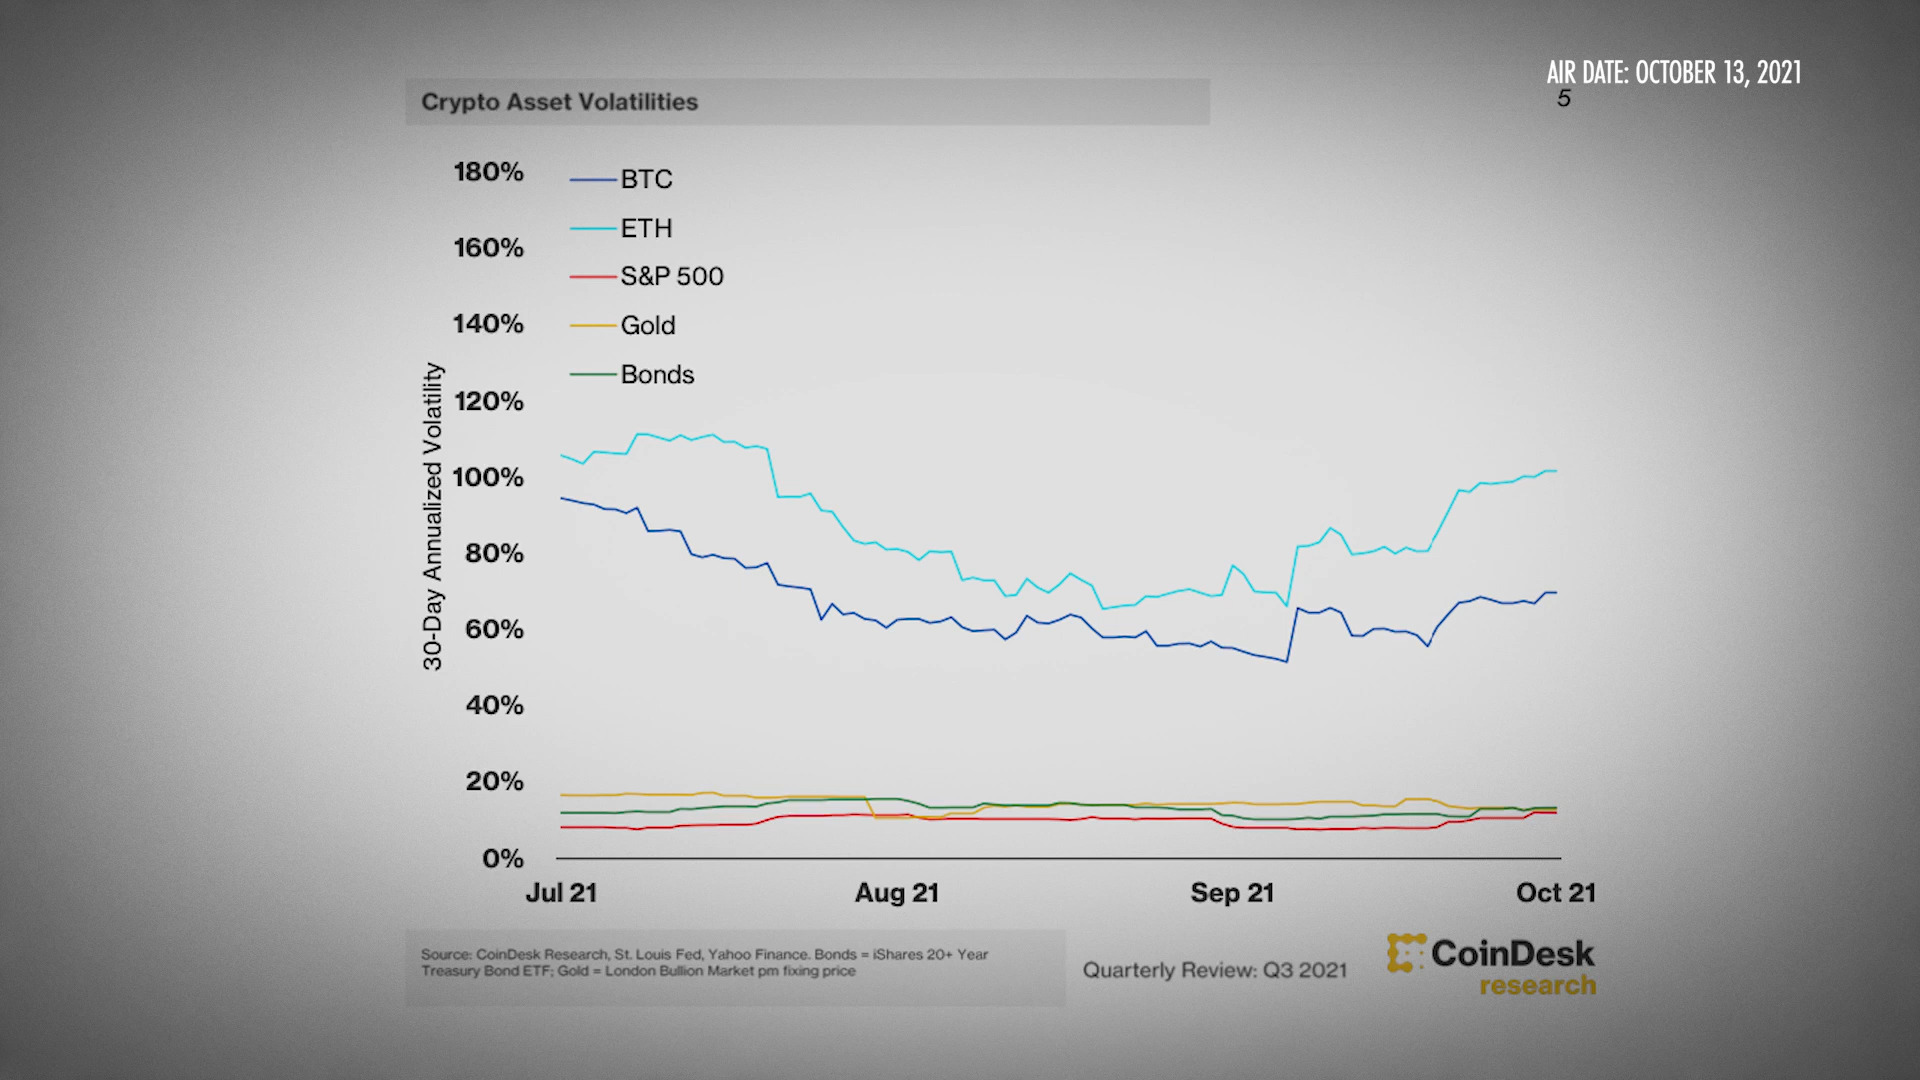 AIR DATE: OCTOBER 13, 2021
5
Crypto Asset Volatilities
180%
160%
140%
120%
100%
80%
60%
40%
20%
0%
30-Day Annualized Volatility
BTC
ETH
S&P 500
Gold
Bonds
Jul 21 Aug 21 Sep 21 Oct 21
Source: CoinDesk Research, St. Louis Fed, Yahoo Finance. Bonds = iShares 20+ Year
Treasury Bond ETF; Gold = London Bullion Market pm fixing price
Quarterly Review: Q3 2021
CoinDesk
research